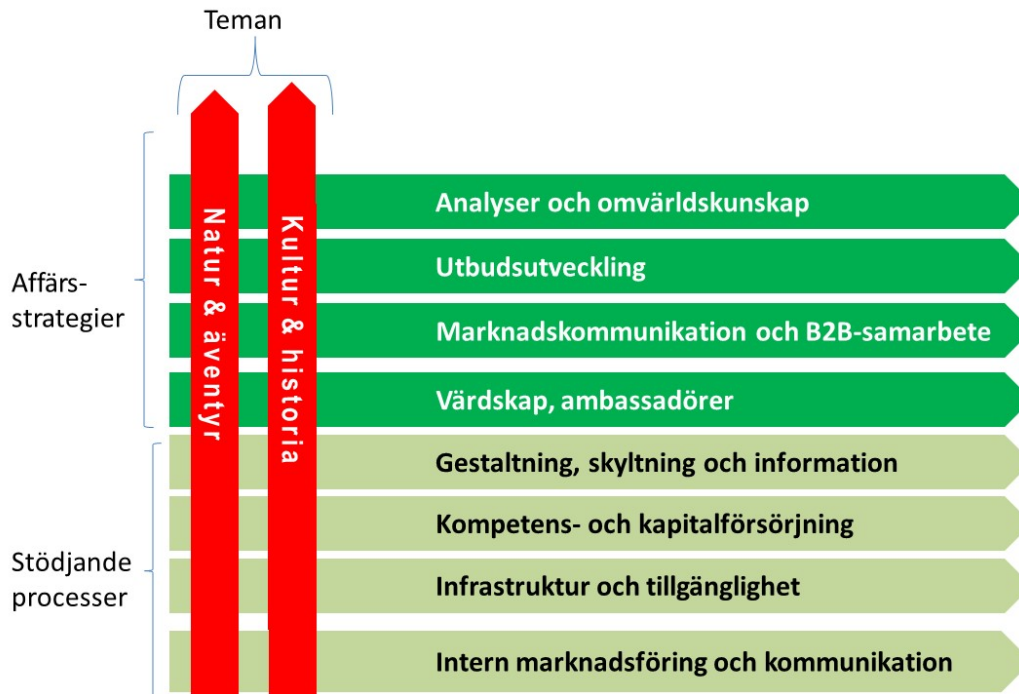 Teman
Natur & äventyr
Kultur & historia
Affärs-
strategier
Analyser och omvärldskunskap
Utbudsutveckling
Marknadskommunikation och B2B-samarbete
Värdskap, ambassadörer
Stödjande
processer
Gestaltning, skyltning och information
Kompetens- och kapitalförsörjning
Infrastruktur och tillgänglighet
Intern marknadsföring och kommunikation